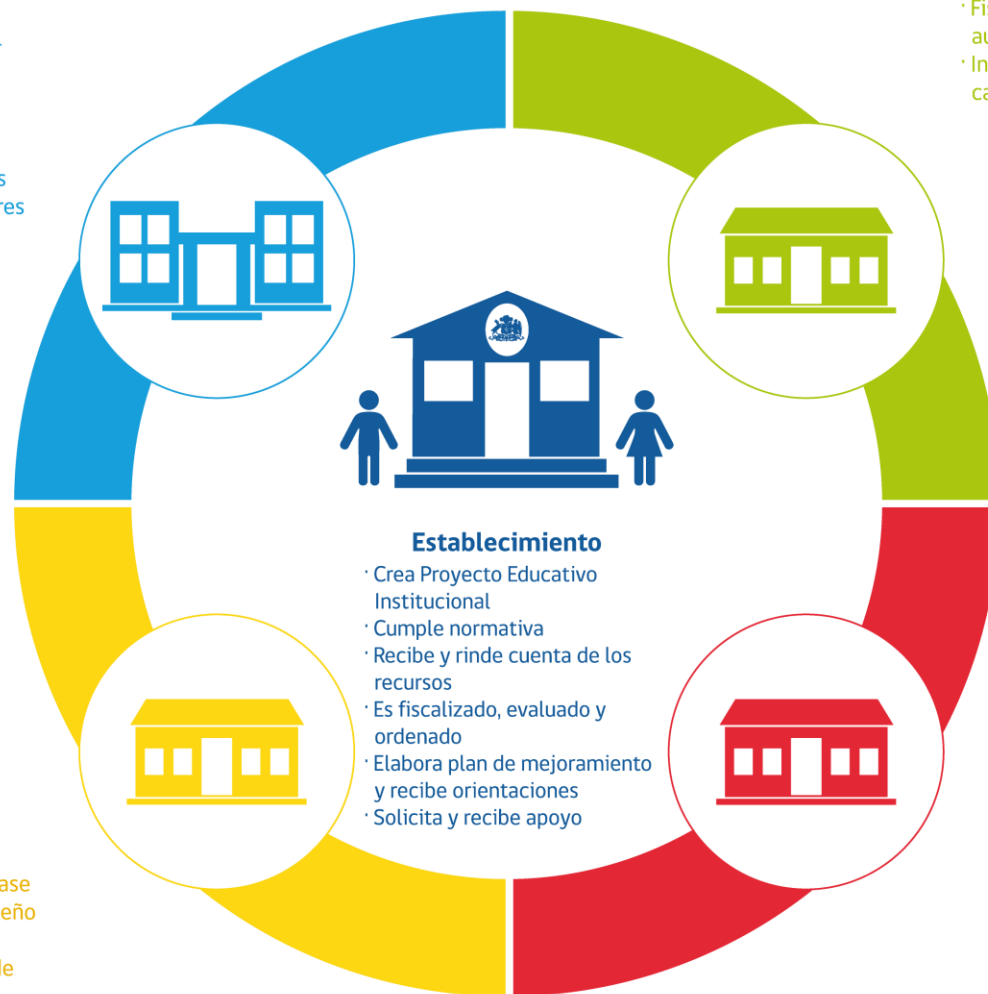 Establecimiento
· Crea Proyecto Educativo
Institucional
· Cumple normativa
· Recibe y rinde cuenta de los
recursos
· Es fiscalizado, evaluado y
ordenado
· Elabora plan de mejoramiento
y recibe orientaciones
· Solicita y recibe apoyo